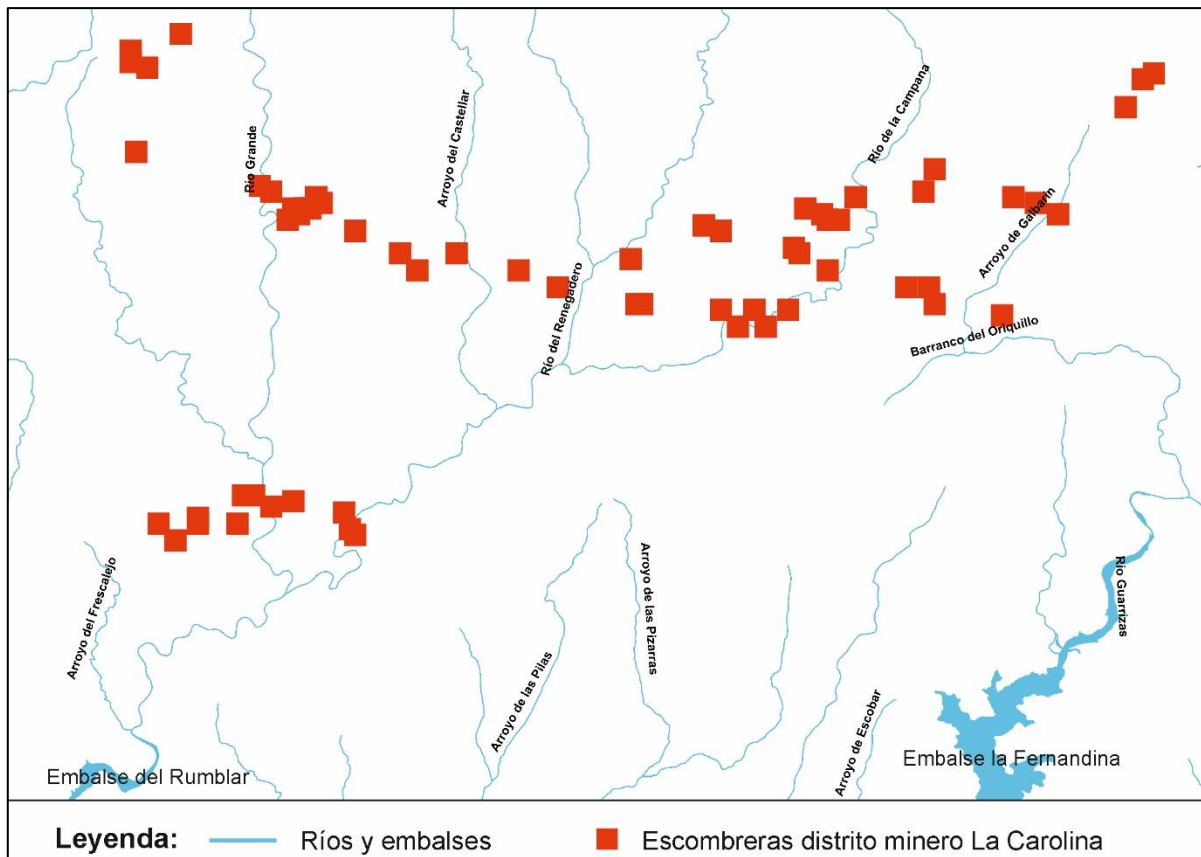 Río de la Campana
Arroyo del Castellar
Río Grande
Arroyo de Galbarín
Río del Renegadero
Barranco del Oriquillo
Arroyo del Frescalejo
Arroyo de las Pizarras
Río Guarrizas
Arroyo de las Pilas
Arroyo de Escobar
Embalse del Rumblar
Embalse la Fernandina
Leyenda:
Ríos y embalses
Escombreras distrito minero La Carolina